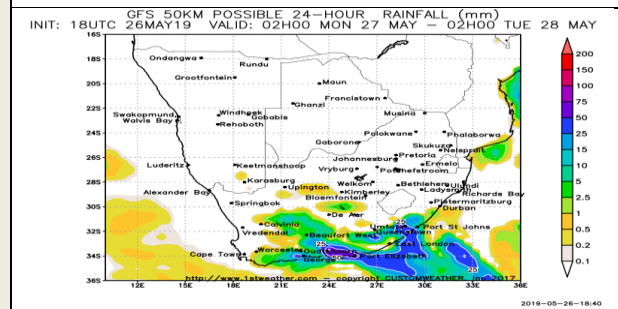 GFS 50KM POSSIBLE 24-HOUR RAINFALL (mm)
INIT: 18UTC 26MAY19 VALID: 02H00 MON 27 MAY – 02H00 TUE 28 MAY
16S
18S
20S
22S
24S
26S
28S
30S
32S
34S
36S
Ondangwa
Rundu
Grootfontein
Maun
Francistown
Ghanzi
Musina
Swakopmund
Walvis Bay
Windhoek
Gobabis
Rehoboth
Polokwane
Phalaborwa
Gaborone
Skukuza
Nelspruit
Pretoria
Johannesburg
Ermelo
Luderitz
Keetmanshoop
Vryburg
Potchefstroom
Karasburg
Upington
Welkom
Bethlehem
Ulundi
Kimberley
Ladysmith
Richards Bay
Alexander Bay
Bloemfontein
Springbok
Pietermaritzburg
Durban
De Aar
Calvinia
Vredendal
25
Umtata
Port St Johns
Beaufort West
Queenstown
25
East London
Cape Town
Worcester
Oudtshoorn
George
Port Elizabeth
25
http://www.1stweather.com – copyright CUSTOMWEATHER, Inc 2017
12E
15E
18E
21E
24E
27E
30E
33E
36E
200
150
100
75
50
25
15
10
5
2.5
1
0.5
0.2
0.1
2019-05-26-18:40